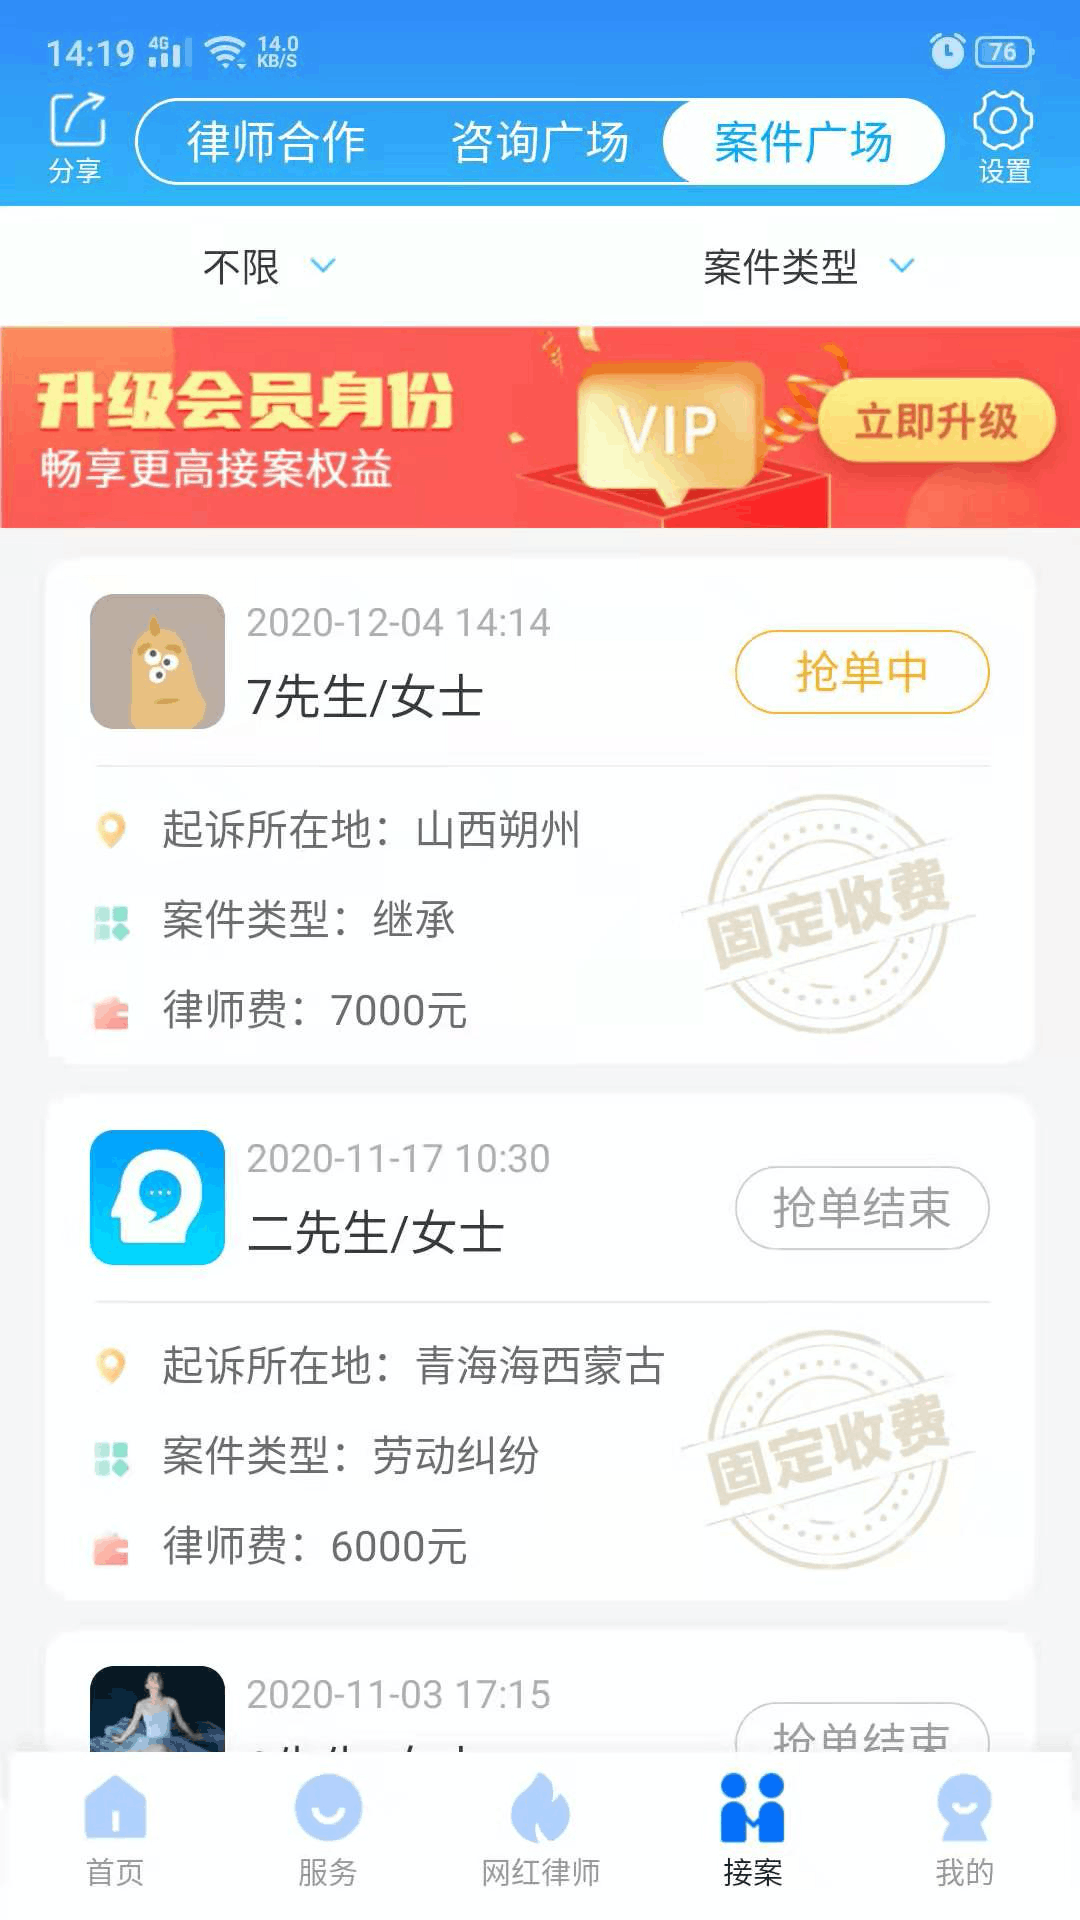 14:19 4G 14.0 KB/S 76
分享 律师合作 咨询广场 案件广场 设置
不限 案件类型
升级会员身份
畅享更高接案权益
VIP
立即升级
2020-12-04 14:14
7先生/女士
抢单中
起诉所在地：山西朔州
案件类型：继承
律师费：7000元
固定收费
2020-11-17 10:30
二先生/女士
抢单结束
起诉所在地：青海海西蒙古
案件类型：劳动纠纷
律师费：6000元
固定收费
2020-11-03 17:15
抢单结束
首页 服务 网红律师 接案 我的